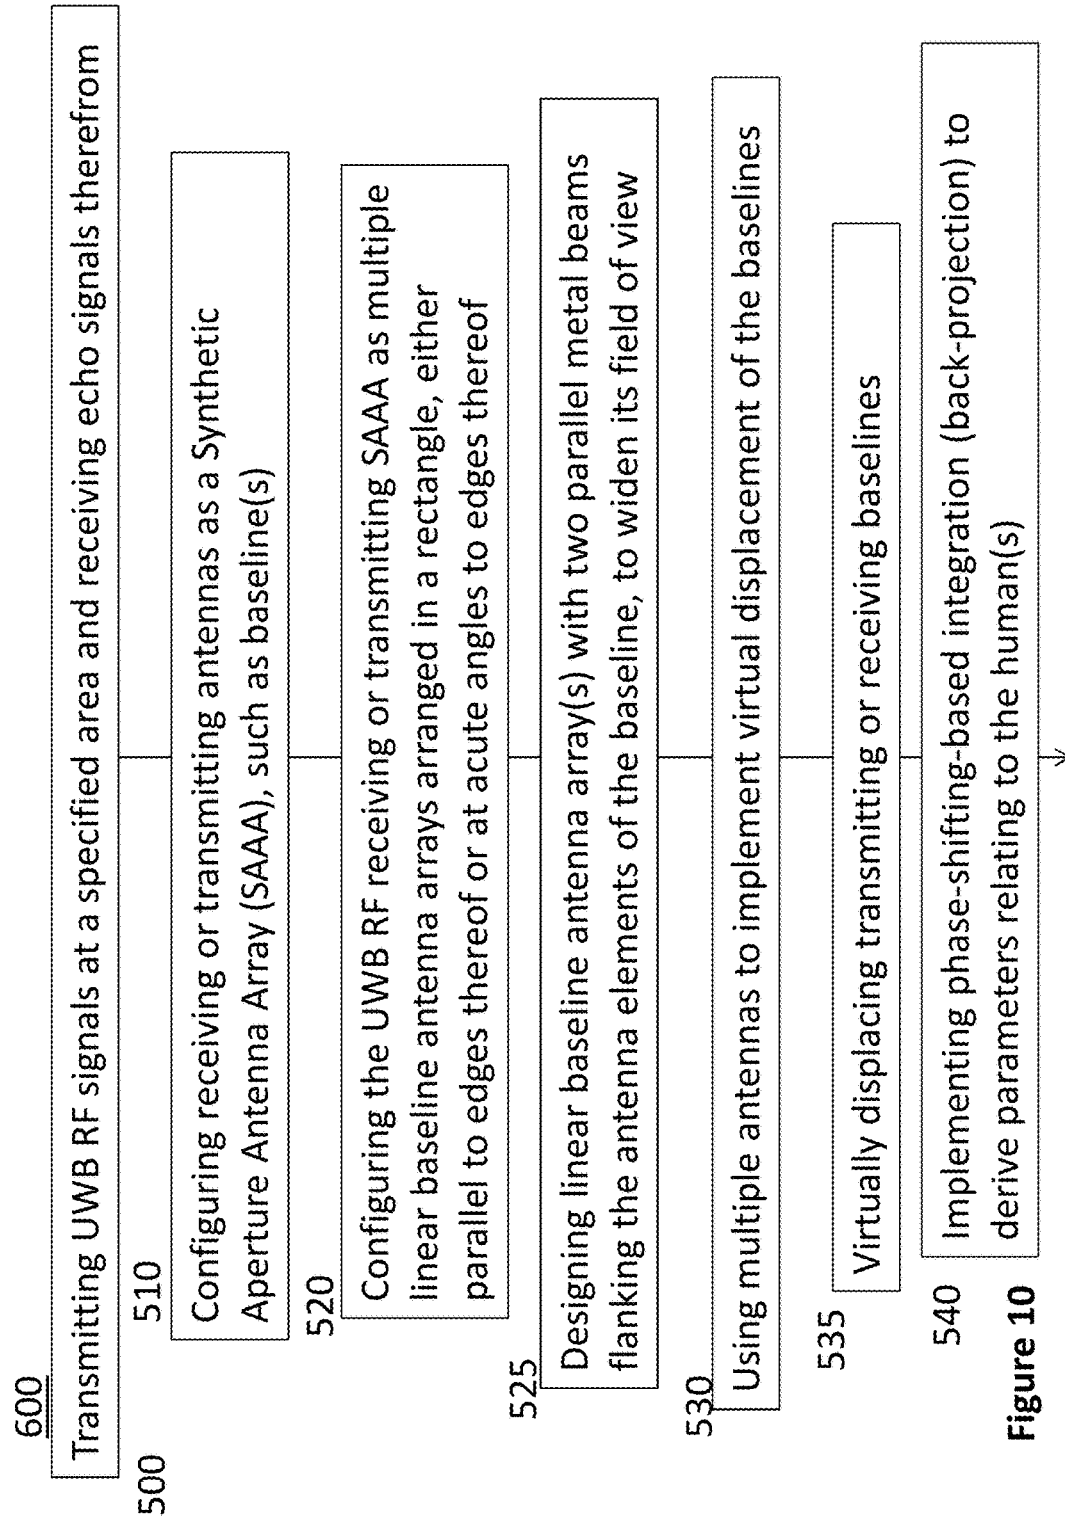 600
Transmitting UWB RF signals at a specified area and receiving echo signals therefrom
500
510
Configuring receiving or transmitting antennas as a Synthetic
Aperture Antenna Array (SAAA), such as baseline(s)
520
Configuring the UWB RF receiving or transmitting SAAA as multiple
linear baseline antenna arrays arranged in a rectangle, either
parallel to edges thereof or at acute angles to edges thereof
525
Designing linear baseline antenna array(s) with two parallel metal beams
flanking the antenna elements of the baseline, to widen its field of view
530
Using multiple antennas to implement virtual displacement of the baselines
535
Virtually displacing transmitting or receiving baselines
540
Implementing phase-shifting-based integration (back-projection) to
derive parameters relating to the human(s)
Figure 10